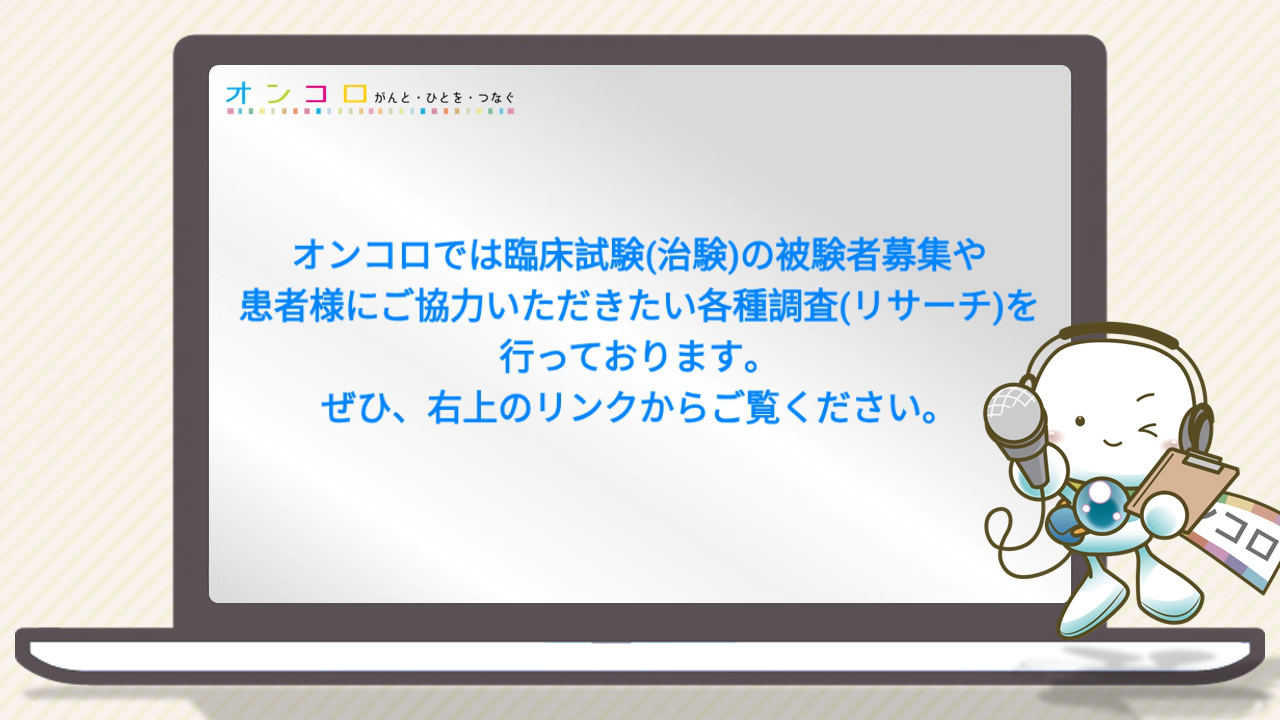 オンコロ がんと・ひとを・つなぐ
オンコロでは臨床試験(治験)の被験者募集や
患者様にご協力いただきたい各種調査(リサーチ)を
行っております。
ぜひ、右上のリンクからご覧ください。
ンコロ